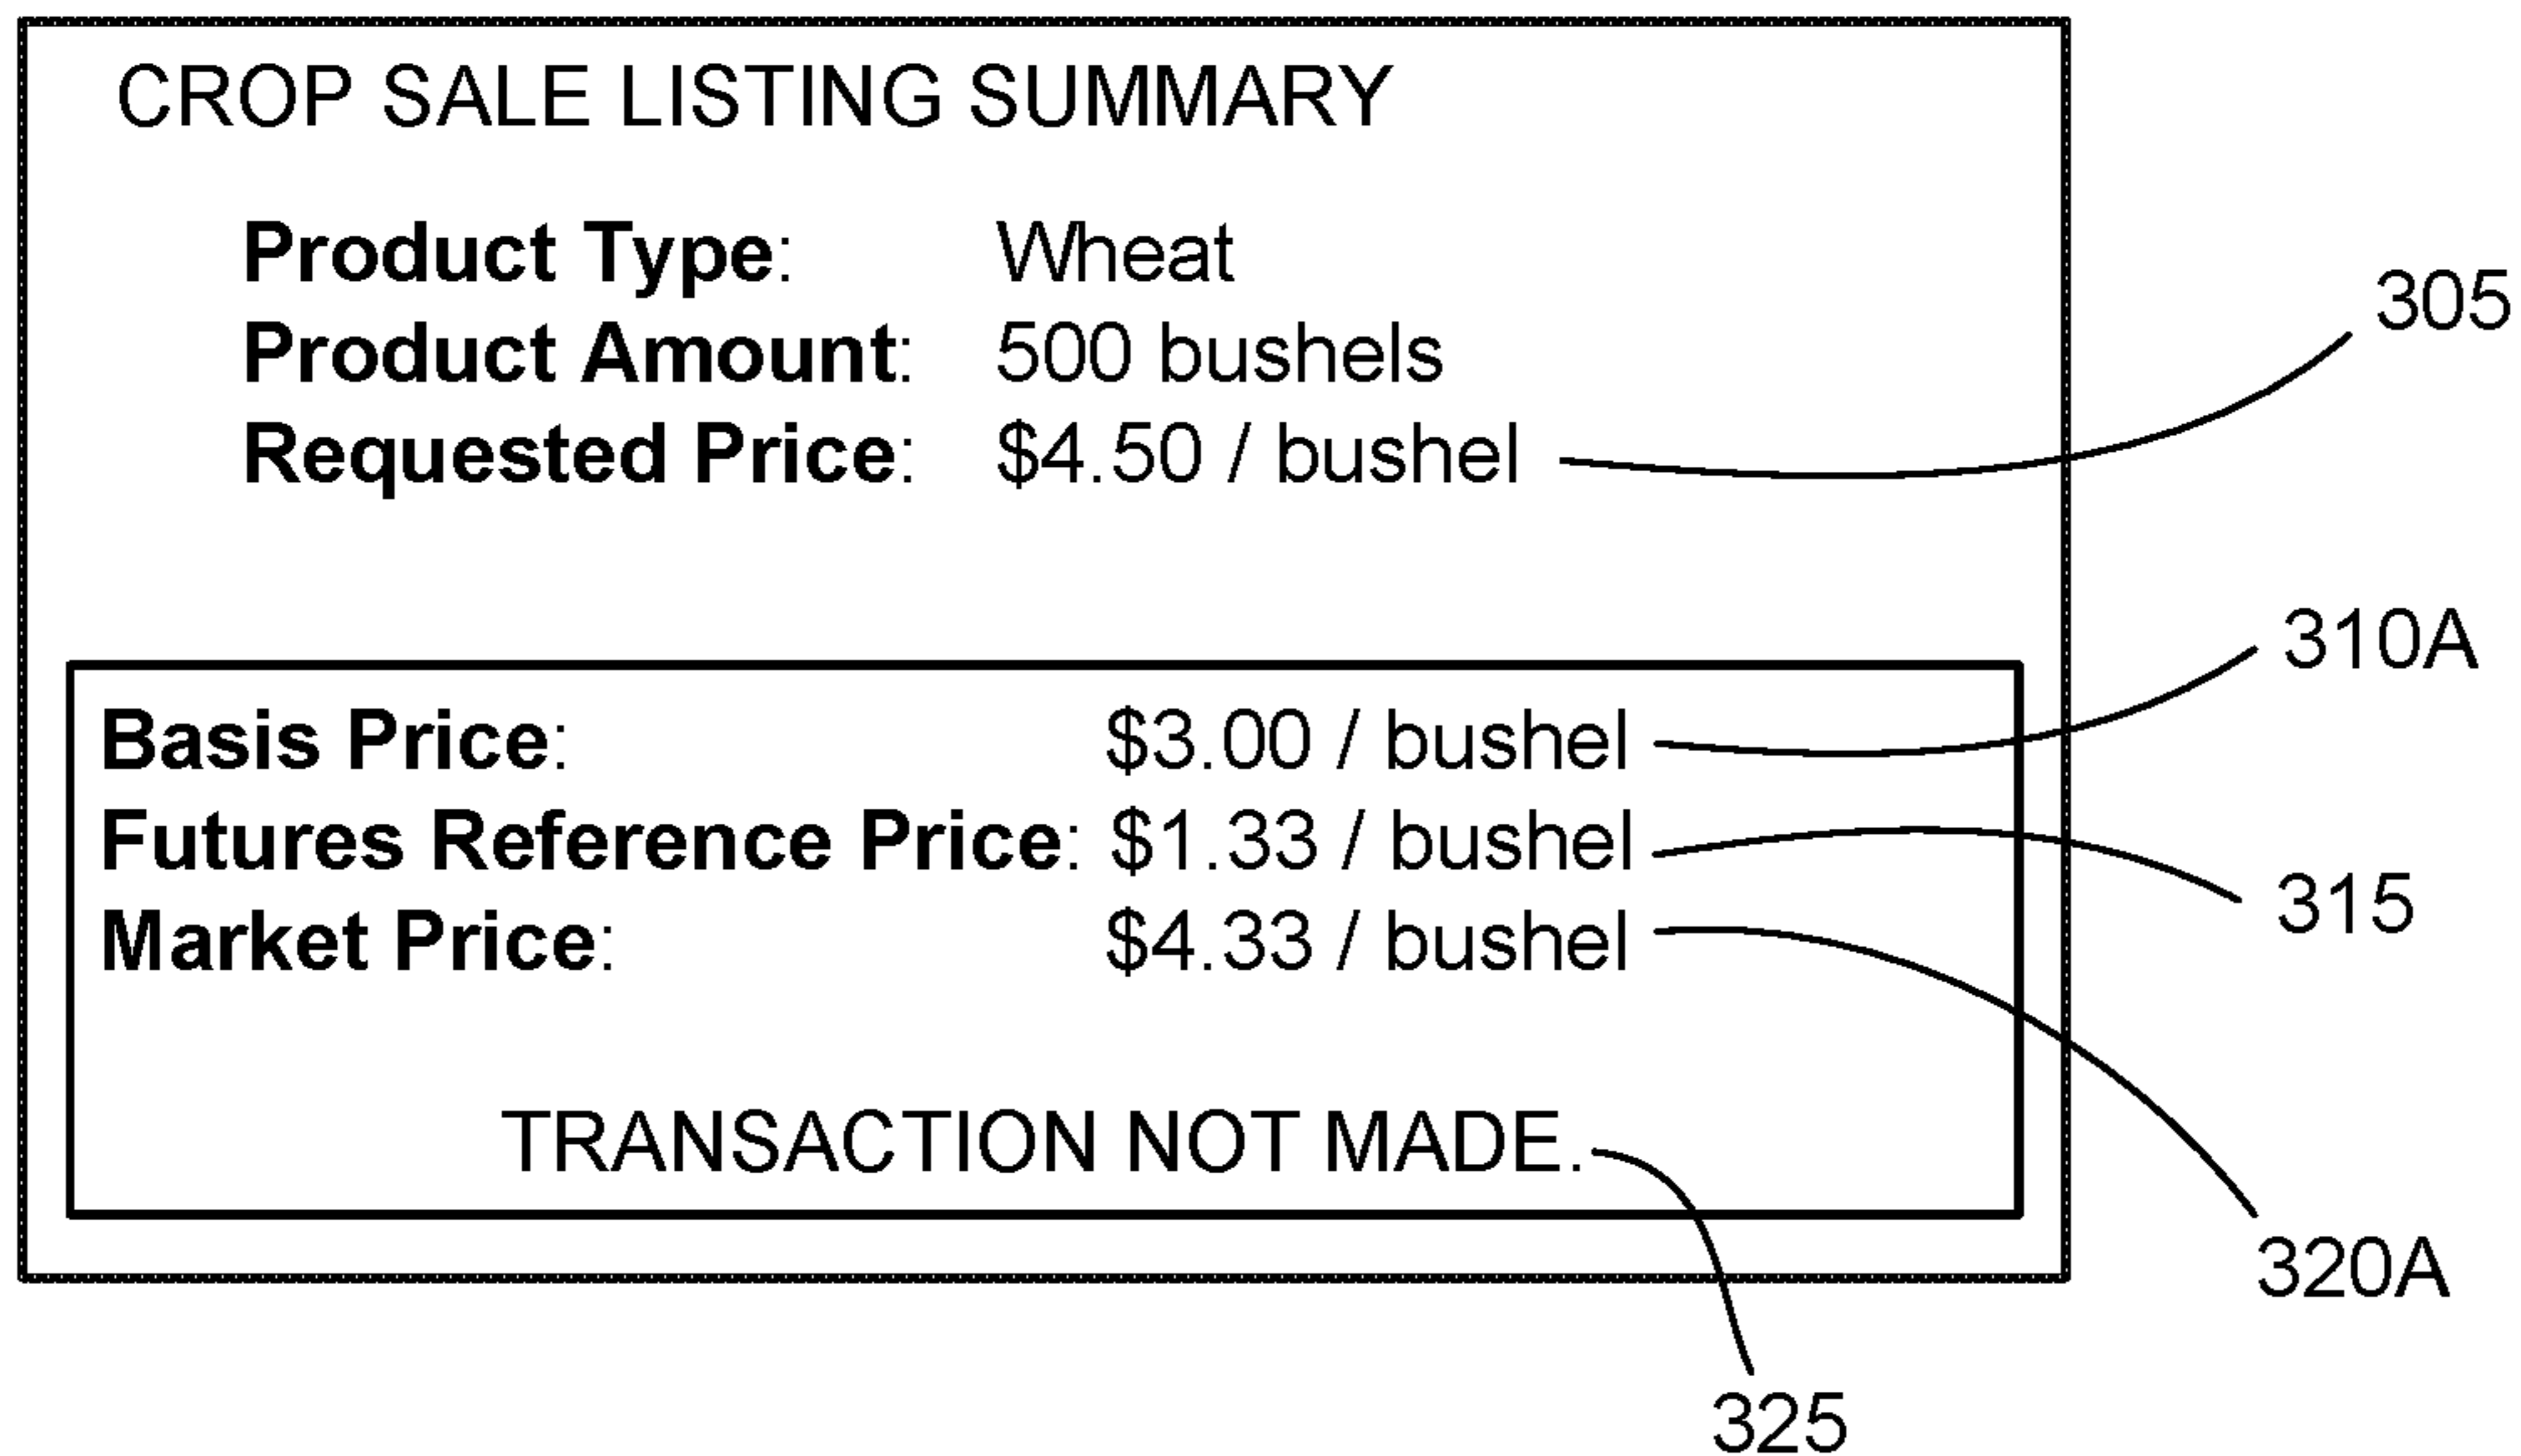 CROP SALE LISTING SUMMARY
Product Type: Wheat
Product Amount: 500 bushels
Requested Price: $4.50 / bushel
305
310A
Basis Price: $3.00 / bushel
Futures Reference Price: $1.33 / bushel
315
Market Price: $4.33 / bushel
TRANSACTION NOT MADE.
320A
325